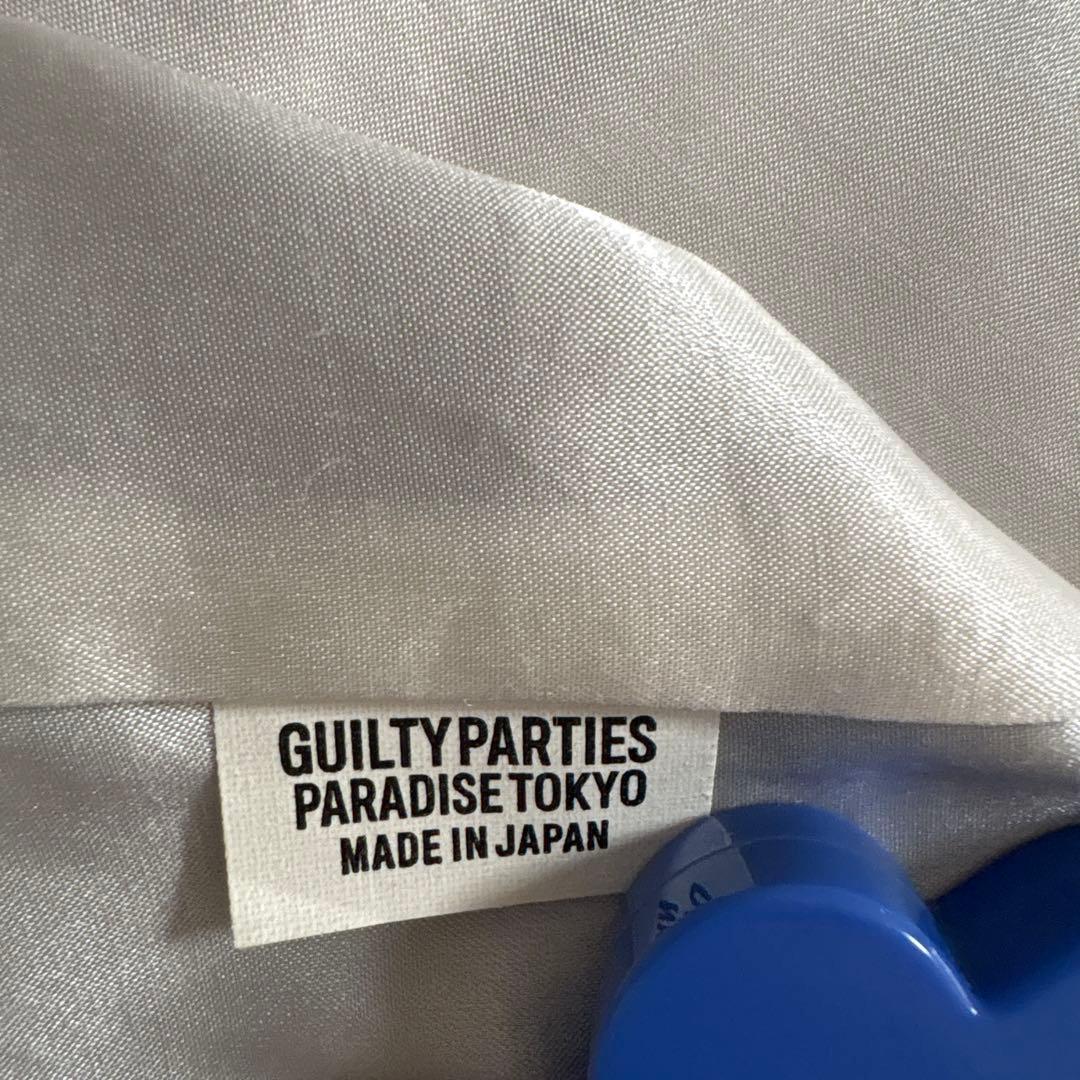 GUILTY PARTIES
PARADISE TOKYO
MADE IN JAPAN